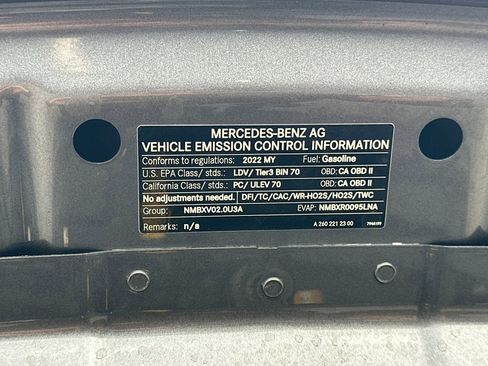 MERCEDES-BENZ AG
VEHICLE EMISSION CONTROL INFORMATION
Conforms to regulations: 2022 MY Fuel: Gasoline
U.S. EPA Class/ stds.: LDV/ Tier3 BIN 70 OBD: CA OBD II
California Class/ stds.: PC/ ULEV 70 OBD: CA OBD II
No adjustments needed. DFI/TC/CAC/WR-HO2S/HO2S/TWC
Group: NMBXV02.0U3A EVAP: NMBXR0095LNA
Remarks: n/a A 260 221 23 00